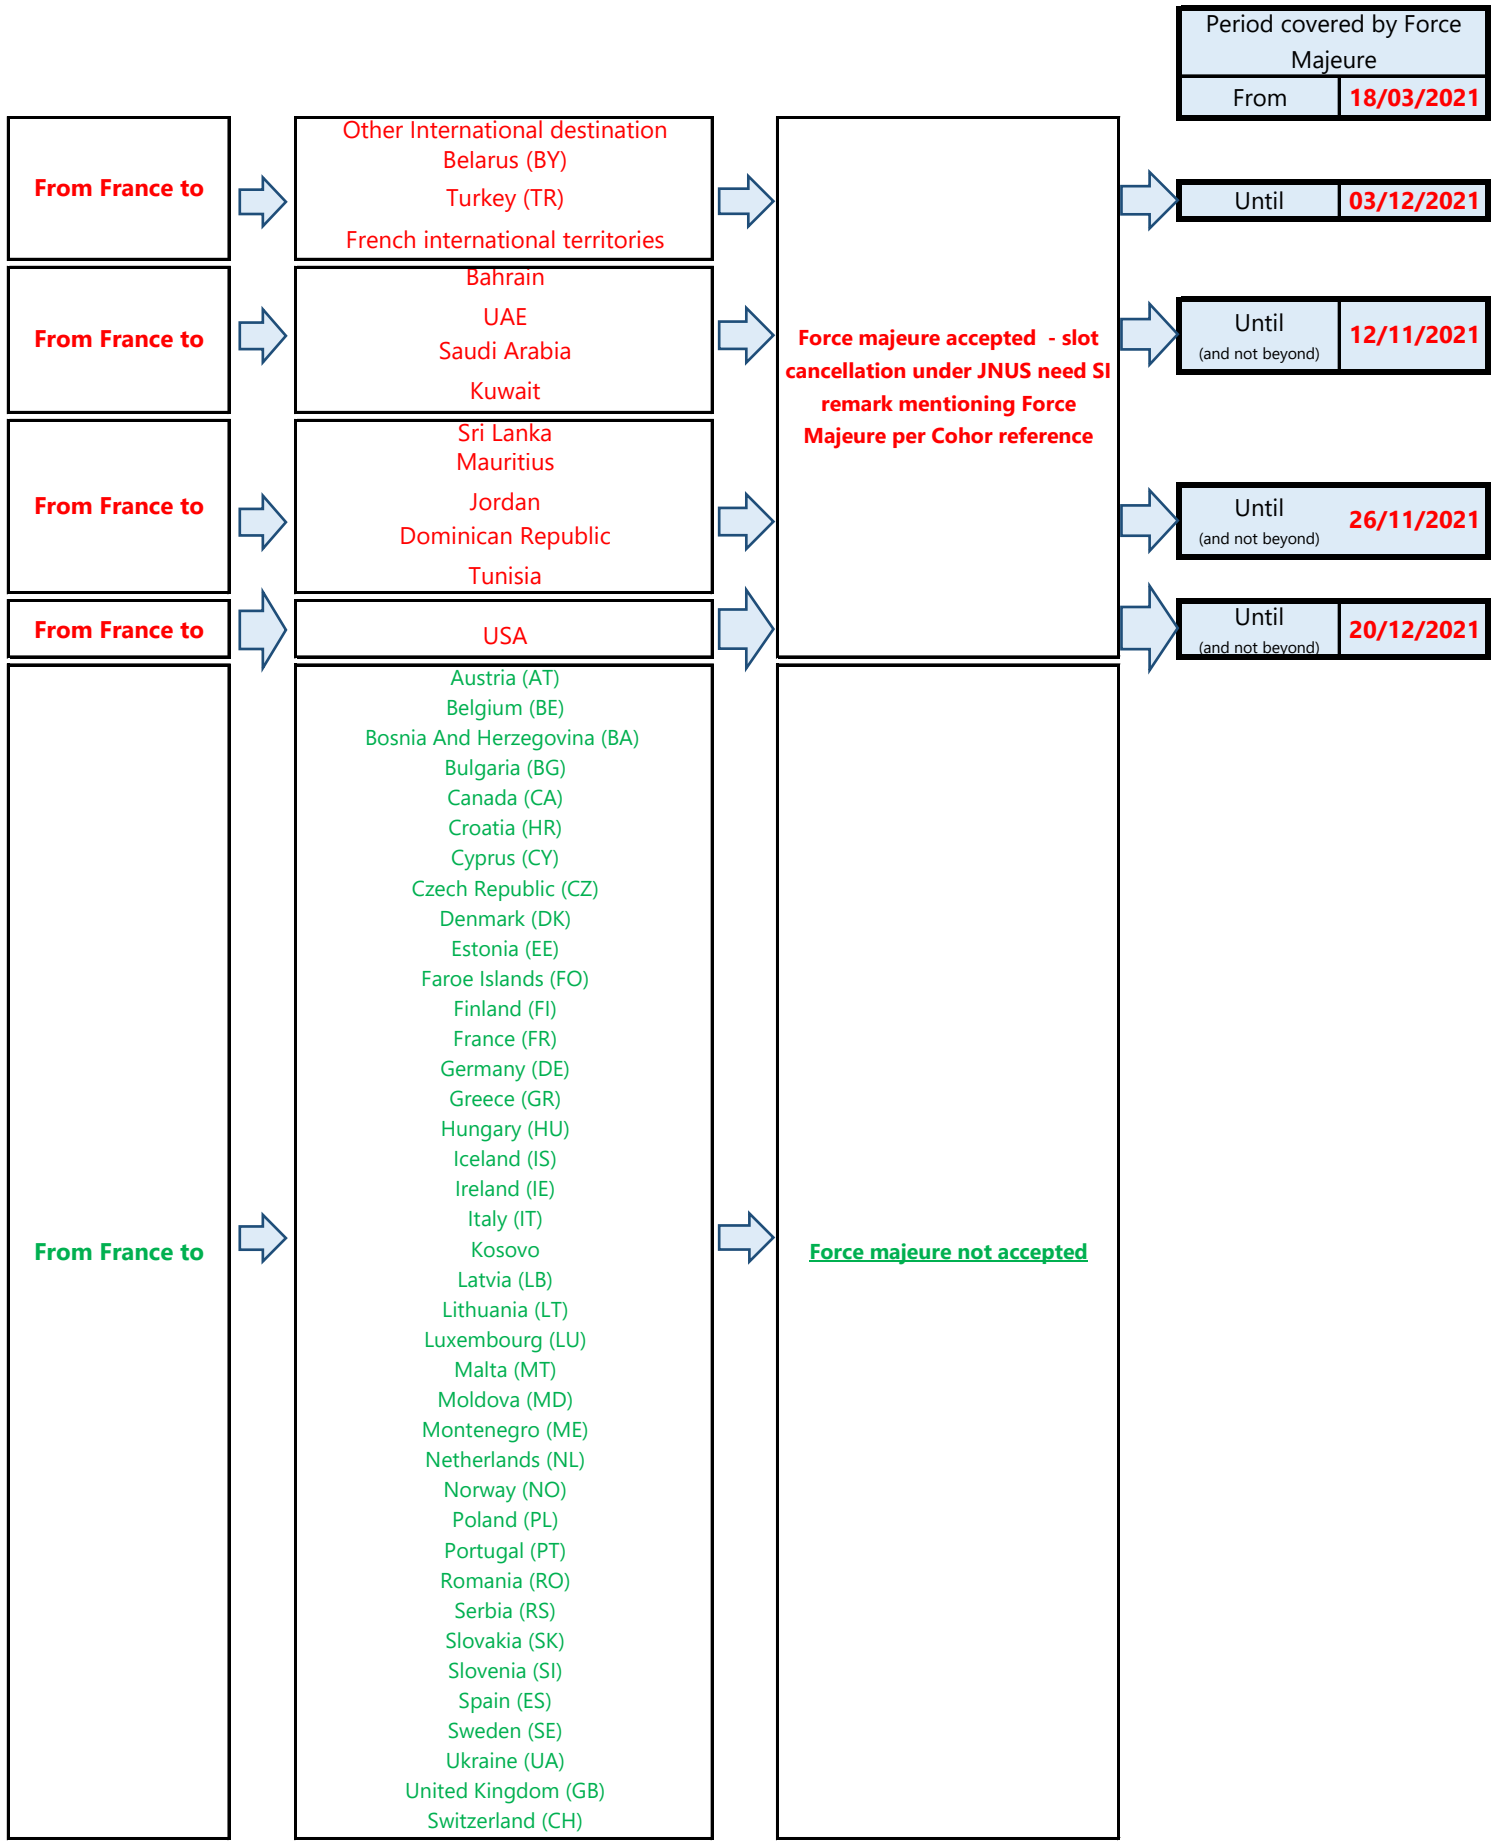 Period covered by Force
Majeure
From 18/03/2021
From France to
Other International destination
Belarus (BY)
Turkey (TR)
French international territories
Until 03/12/2021
From France to
Bahrain
UAE
Saudi Arabia
Kuwait
Until
(and not beyond)
12/11/2021
Force majeure accepted - slot
cancellation under JNUS need SI
remark mentioning Force
Majeure per Cohor reference
From France to
Sri Lanka
Mauritius
Jordan
Dominican Republic
Tunisia
Until
(and not beyond)
26/11/2021
From France to
USA
Until
(and not beyond)
20/12/2021
From France to
Austria (AT)
Belgium (BE)
Bosnia And Herzegovina (BA)
Bulgaria (BG)
Canada (CA)
Croatia (HR)
Cyprus (CY)
Czech Republic (CZ)
Denmark (DK)
Estonia (EE)
Faroe Islands (FO)
Finland (FI)
France (FR)
Germany (DE)
Greece (GR)
Hungary (HU)
Iceland (IS)
Ireland (IE)
Italy (IT)
Kosovo
Latvia (LB)
Lithuania (LT)
Luxembourg (LU)
Malta (MT)
Moldova (MD)
Montenegro (ME)
Netherlands (NL)
Norway (NO)
Poland (PL)
Portugal (PT)
Romania (RO)
Serbia (RS)
Slovakia (SK)
Slovenia (SI)
Spain (ES)
Sweden (SE)
Ukraine (UA)
United Kingdom (GB)
Switzerland (CH)
Force majeure not accepted